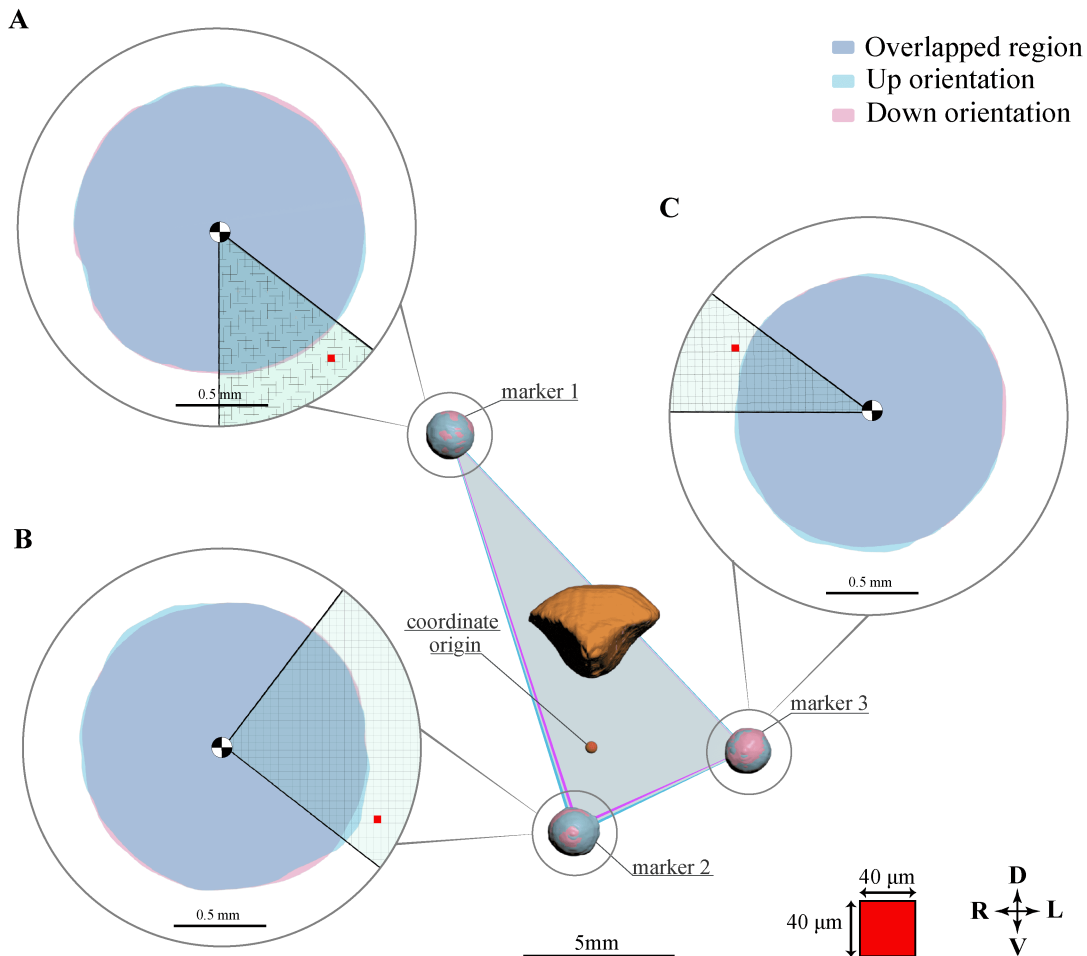 A
Overlapped region
Up orientation
Down orientation
C
0.5 mm
marker 1
B
0.5 mm
coordinate
origin
marker 3
0.5 mm
marker 2
5mm
40 µm
40 µm
D
R
L
V